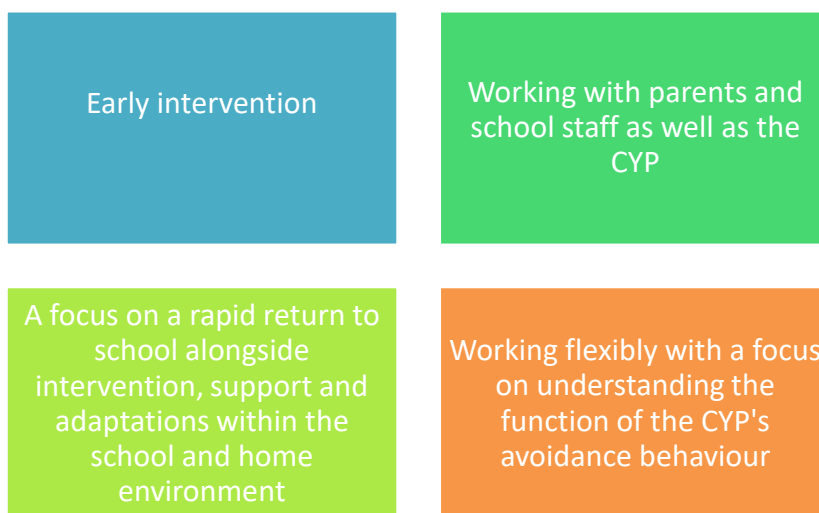 Early intervention
Working with parents and
school staff as well as the
CYP
A focus on a rapid return to
school alongside
intervention, support and
adaptations within the
school and home
environment
Working flexibly with a focus
on understanding the
function of the CYP's
avoidance behaviour